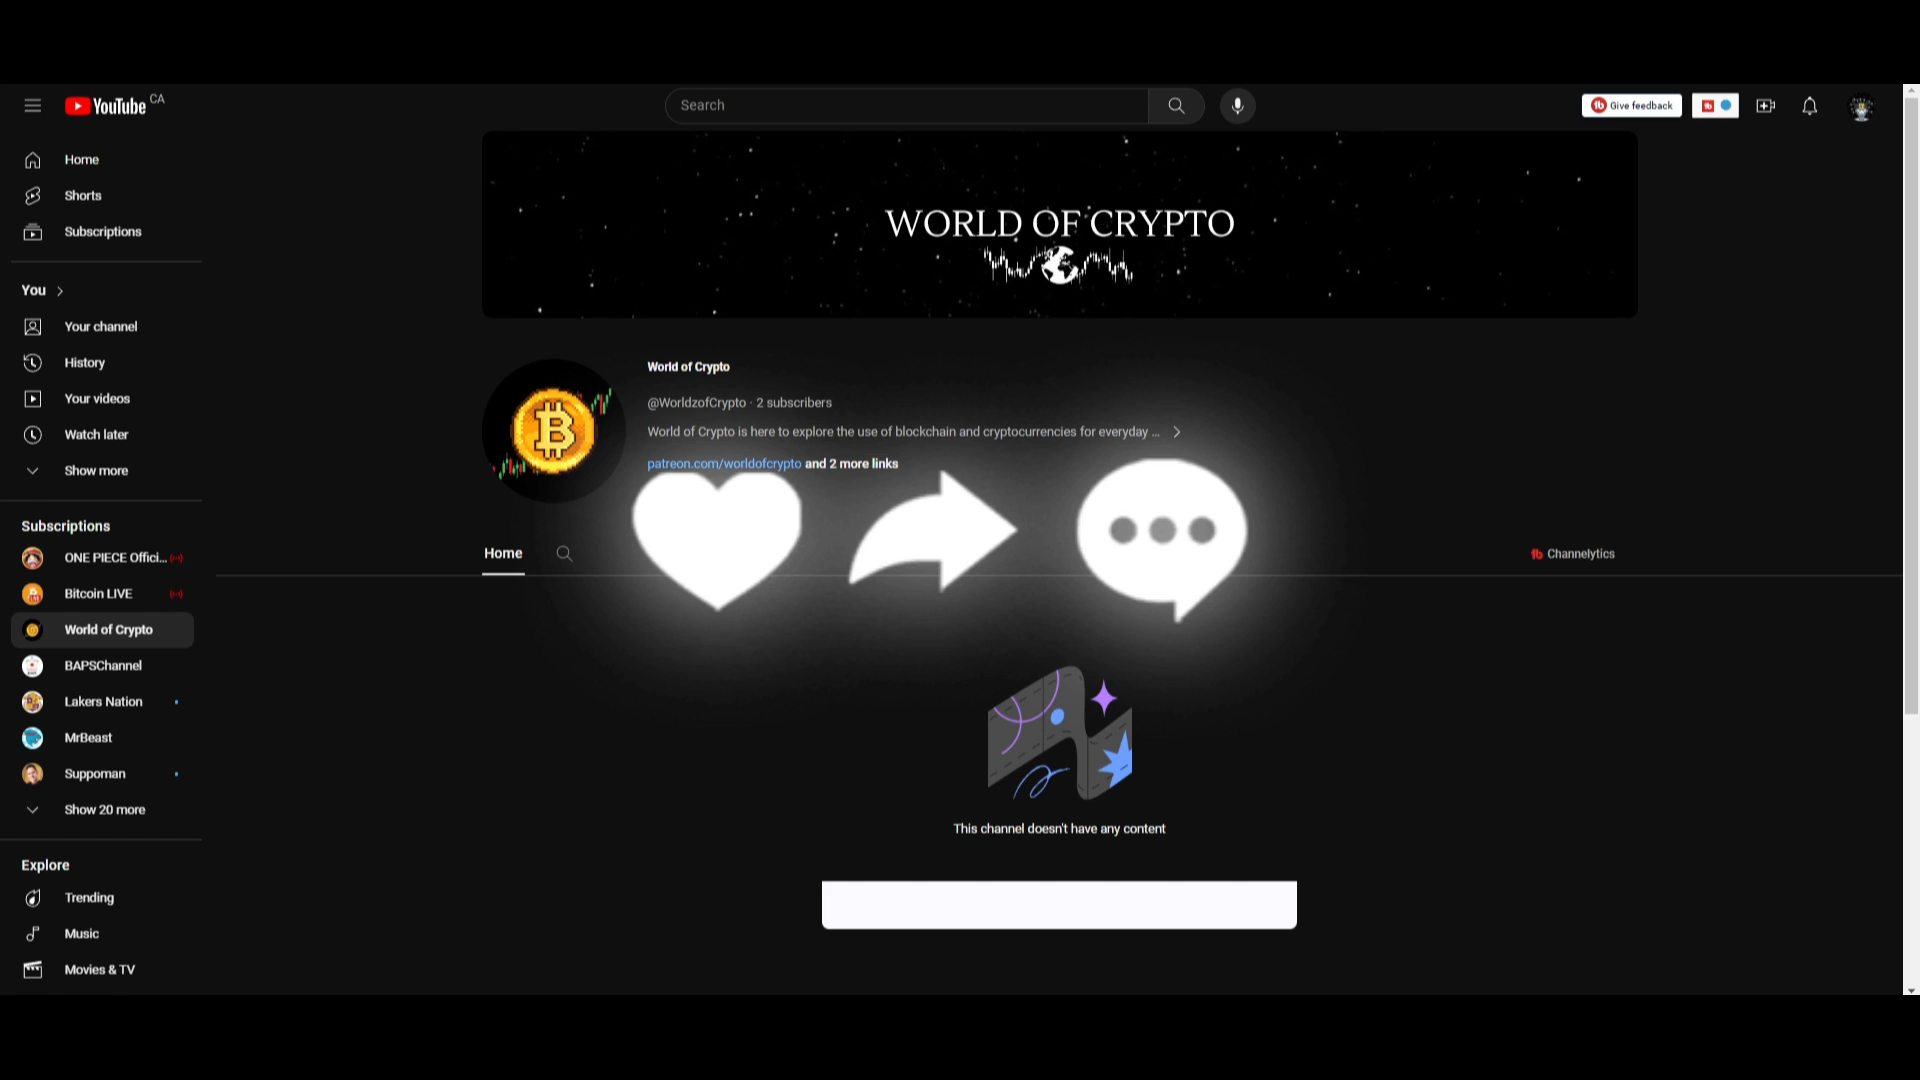 YouTube CA
Search
Give feedback
Home
Shorts
Subscriptions
You
Your channel
History
Your videos
Watch later
Show more
Subscriptions
ONE PIECE Offici...
Bitcoin LIVE
World of Crypto
BAPSChannel
Lakers Nation
MrBeast
Suppoman
Show 20 more
Explore
Trending
Music
Movies & TV
WORLD OF CRYPTO
World of Crypto
@WorldzofCrypto · 2 subscribers
World of Crypto is here to explore the use of blockchain and cryptocurrencies for everyday ...
patreon.com/worldofcrypto and 2 more links
Home
Channelytics
This channel doesn't have any content